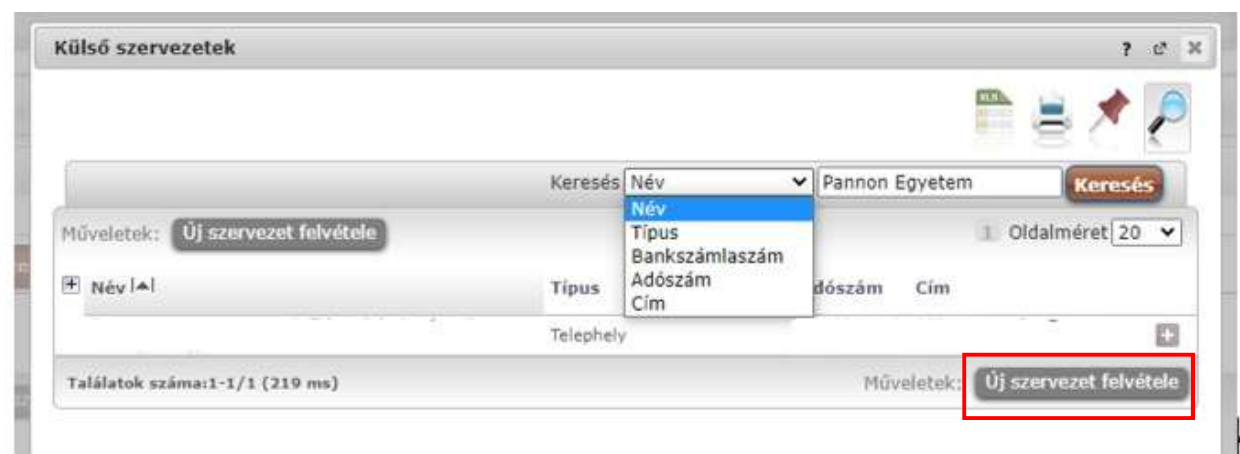 Külső szervezetek ?
Keresés Név Pannon Egyetem Keresés
Név
Típus
Bankszámlaszám
Adószám
Cím
Műveletek: Új szervezet felvétele 1 Oldalméret 20
Név Típus dószám Cím
Telephely
Találatok száma:1-1/1 (219 ms) Műveletek: Új szervezet felvétele